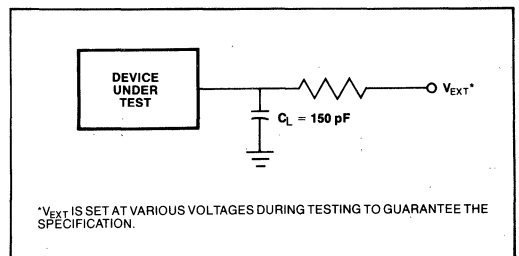 DEVICE
UNDER
TEST
V_EXT*
C_L = 150 pF
*V_EXT IS SET AT VARIOUS VOLTAGES DURING TESTING TO GUARANTEE THE
SPECIFICATION.